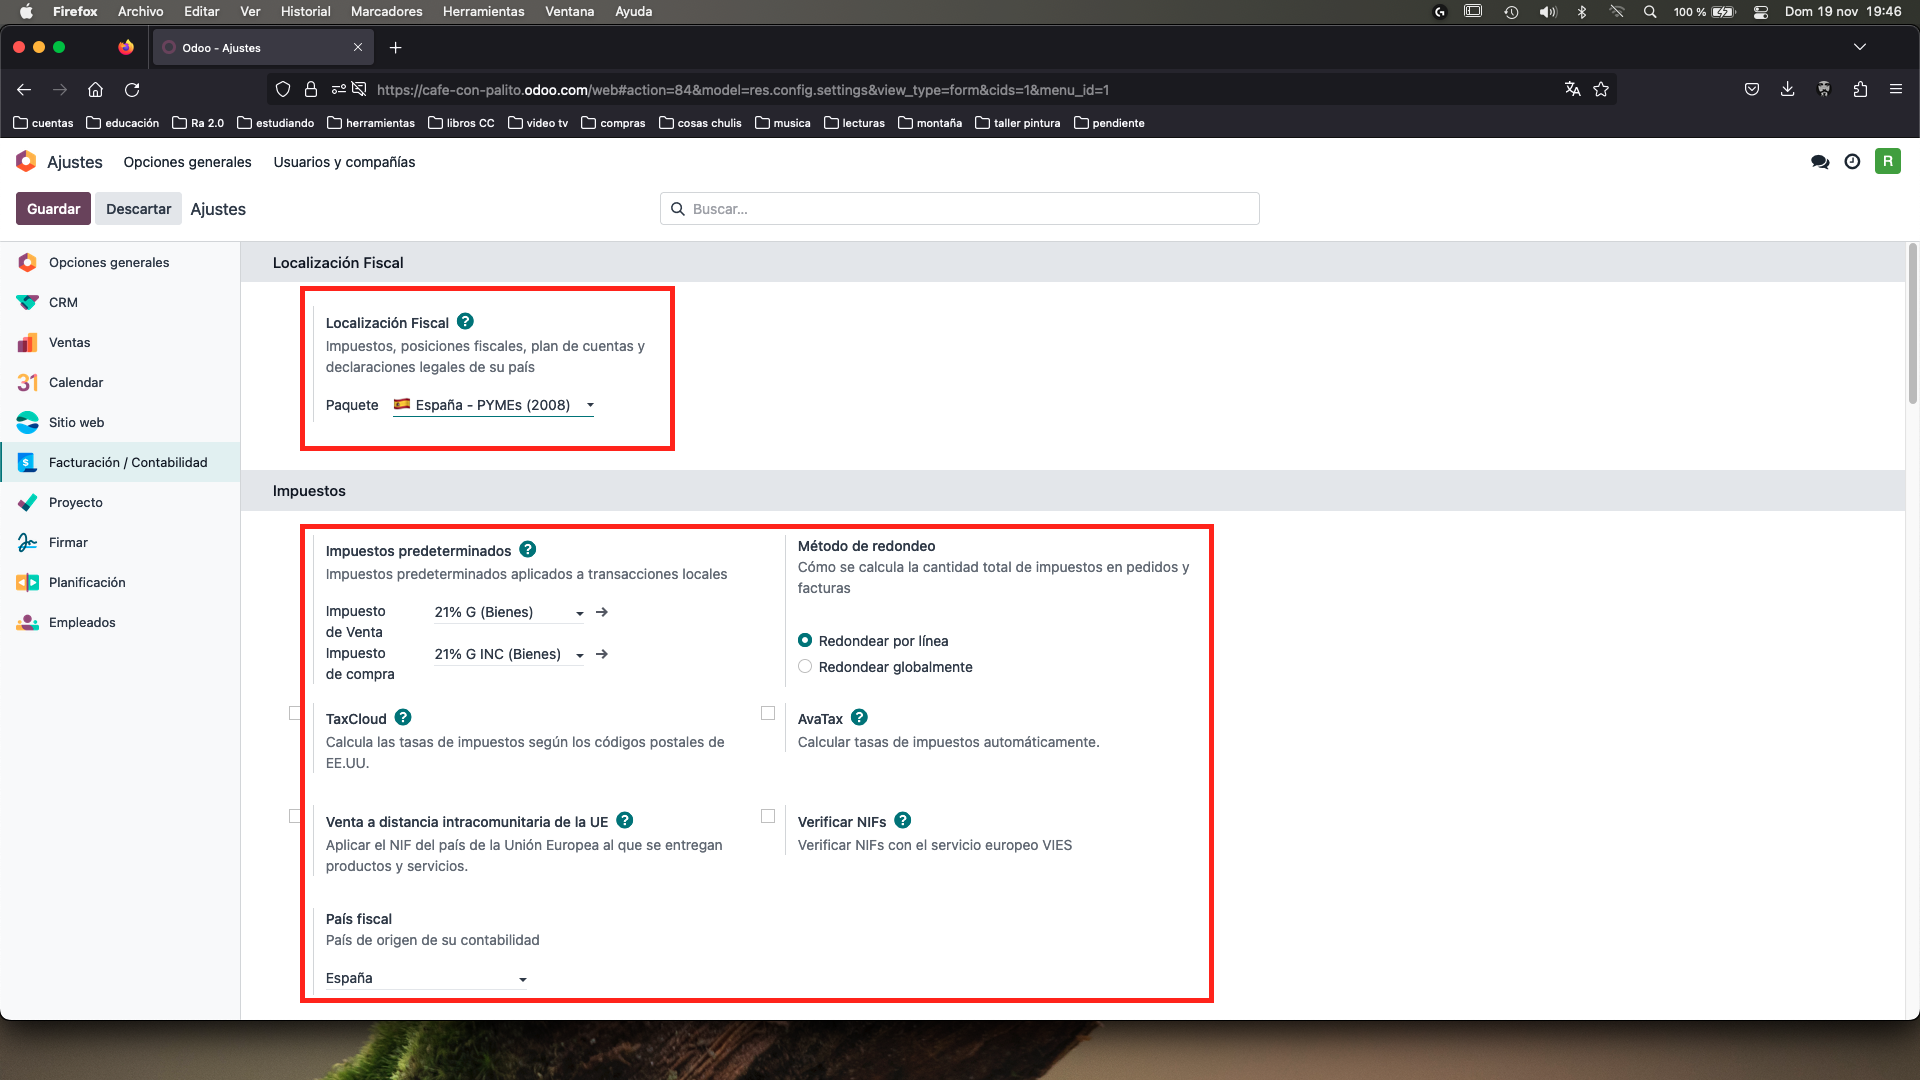 Firefox Archivo Editar Ver Historial Marcadores Herramientas Ventana Ayuda 100 % Dom 19 nov 19:46
Odoo - Ajustes
https://cafe-con-palito.odoo.com/web#action=84&model=res.config.settings&view_type=form&cids=1&menu_id=1
cuentas educación Ra 2.0 estudiando herramientas libros CC video tv compras cosas chulis musica lecturas montaña taller pintura pendiente
Ajustes Opciones generales Usuarios y compañías R
Guardar Descartar Ajustes Buscar...
Opciones generales
CRM
Ventas
31 Calendar
Sitio web
$ Facturación / Contabilidad
Proyecto
Firmar
Planificación
Empleados
Localización Fiscal
Localización Fiscal ?
Impuestos, posiciones fiscales, plan de cuentas y
declaraciones legales de su país
Paquete España - PYMEs (2008)
Impuestos
Impuestos predeterminados ?
Impuestos predeterminados aplicados a transacciones locales
Impuesto
de Venta
21% G (Bienes)
Impuesto
de compra
21% G INC (Bienes)
Método de redondeo
Cómo se calcula la cantidad total de impuestos en pedidos y
facturas
Redondear por línea
Redondear globalmente
TaxCloud ?
Calcula las tasas de impuestos según los códigos postales de
EE.UU.
AvaTax ?
Calcular tasas de impuestos automáticamente.
Venta a distancia intracomunitaria de la UE ?
Aplicar el NIF del país de la Unión Europea al que se entregan
productos y servicios.
Verificar NIFs ?
Verificar NIFs con el servicio europeo VIES
País fiscal
País de origen de su contabilidad
España